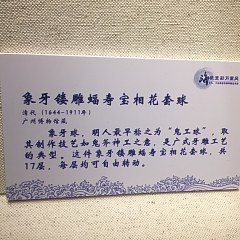 象牙镂雕蝠寿宝相花套球
清代（1644-1911年）
广州博物馆藏
象牙球，明人最早称之为“鬼工球”，取
其制作技艺如鬼斧神工之意，是广式牙雕工艺
的典型。这件象牙镂雕蝠寿宝相花套球，共
17层，每层均可自由转动。